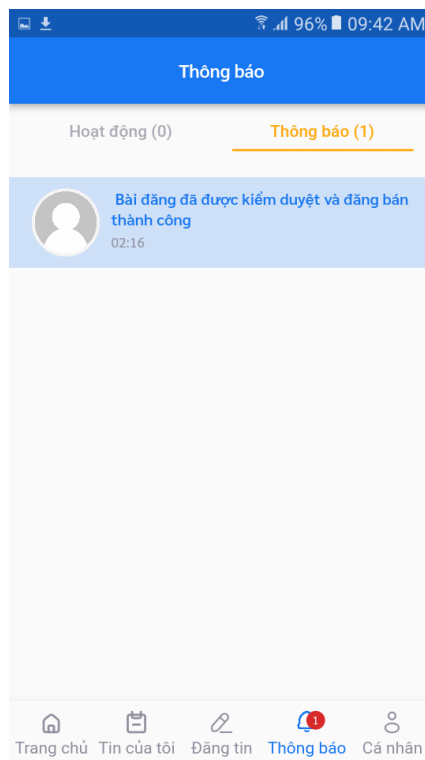 96% 09:42 AM
Thông báo
Hoạt động (0) Thông báo (1)
Bài đăng đã được kiểm duyệt và đăng bán
thành công
02:16
1
Trang chủ Tin của tôi Đăng tin Thông báo Cá nhân